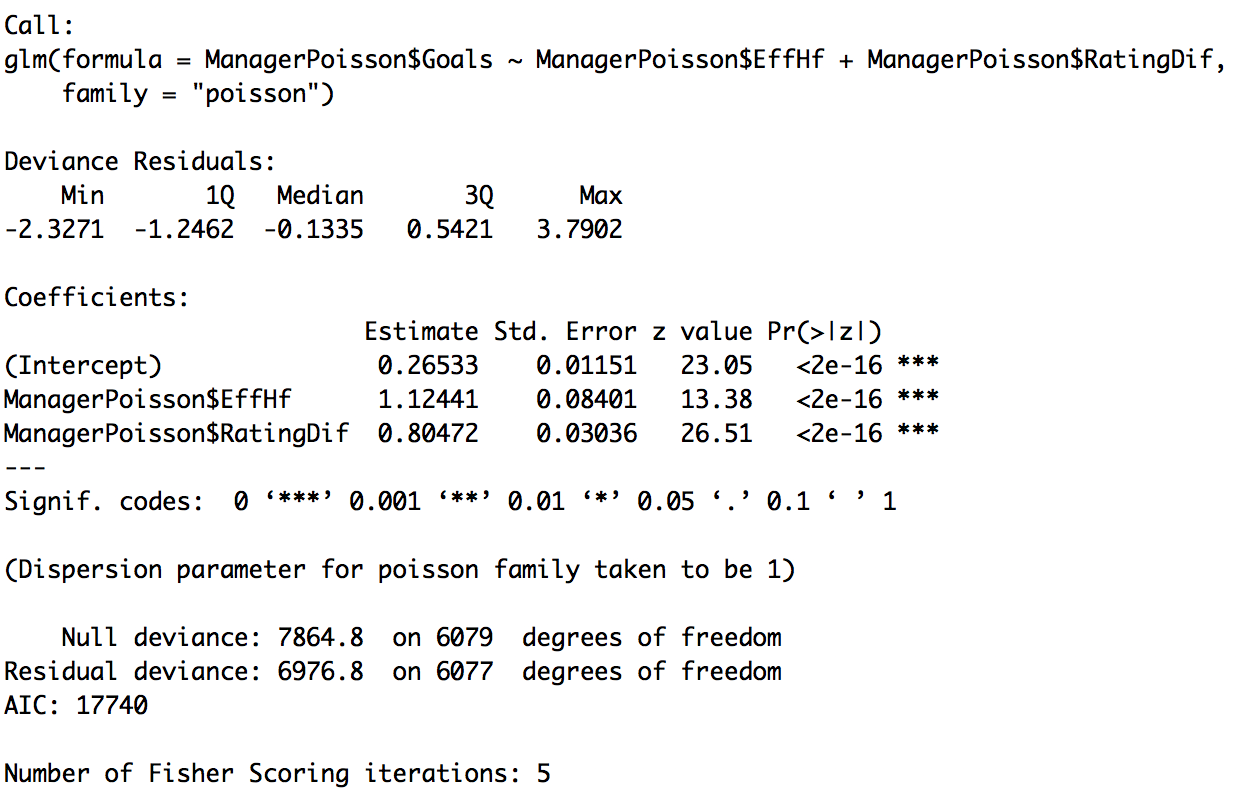 Call:
glm(formula = ManagerPoisson$Goals ~ ManagerPoisson$EffHf + ManagerPoisson$RatingDif,
    family = "poisson")

Deviance Residuals:
    Min       1Q   Median       3Q      Max
-2.3271  -1.2462  -0.1335   0.5421   3.7902

Coefficients:
                         Estimate Std. Error z value Pr(>|z|)
(Intercept)               0.26533    0.01151   23.05   <2e-16 ***
ManagerPoisson$EffHf      1.12441    0.08401   13.38   <2e-16 ***
ManagerPoisson$RatingDif  0.80472    0.03036   26.51   <2e-16 ***
---
Signif. codes:  0 ‘***’ 0.001 ‘**’ 0.01 ‘*’ 0.05 ‘.’ 0.1 ‘ ’ 1

(Dispersion parameter for poisson family taken to be 1)

    Null deviance: 7864.8  on 6079  degrees of freedom
Residual deviance: 6976.8  on 6077  degrees of freedom
AIC: 17740

Number of Fisher Scoring iterations: 5